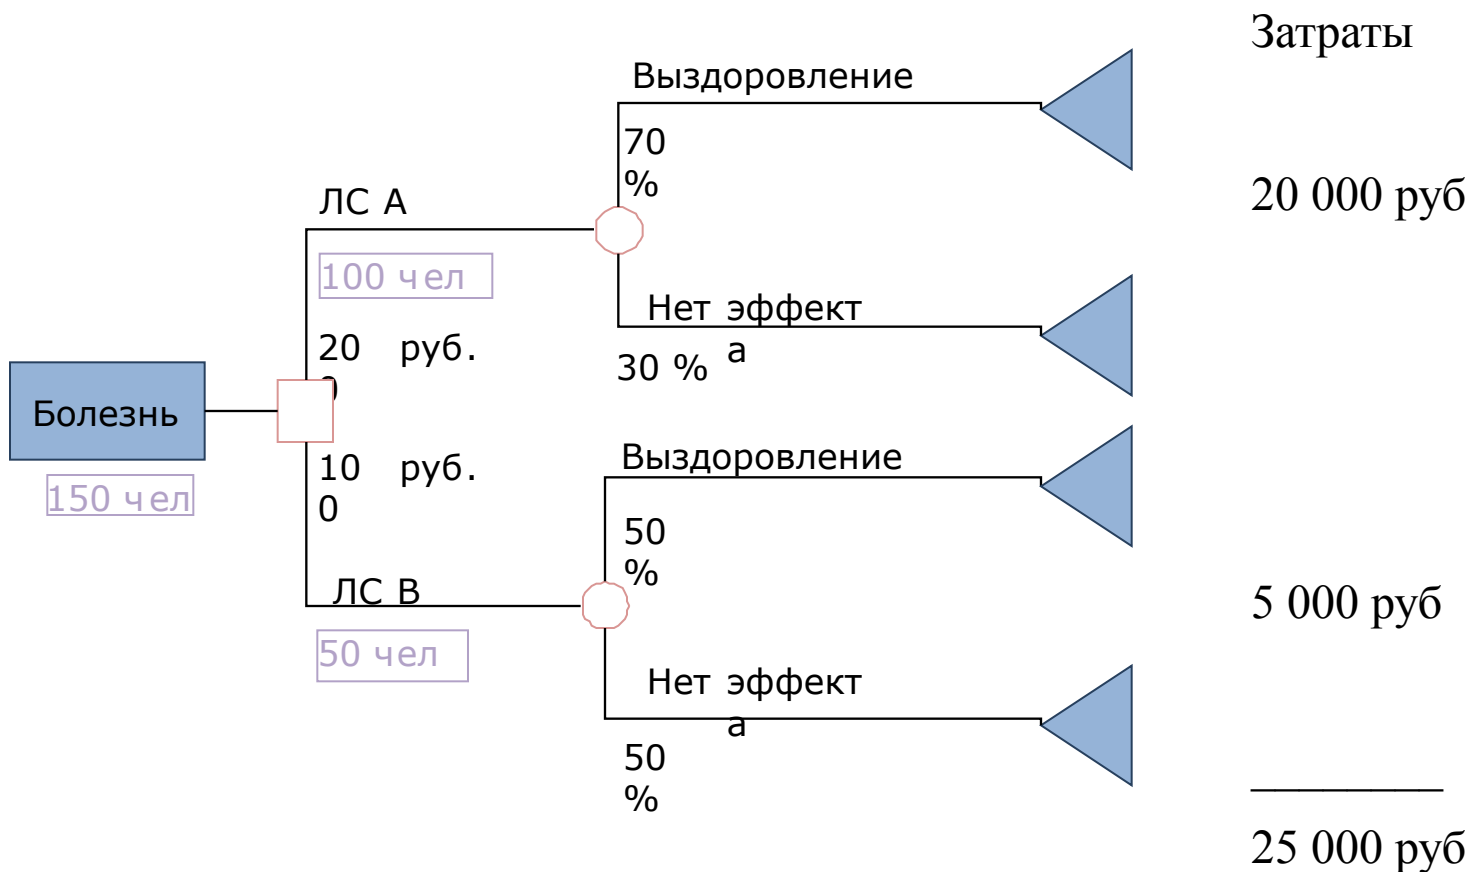 Затраты
Выздоровление
70
%
20 000 руб
ЛС А
100 чел
Нет эффект
а
30 %
20 руб.
0
Болезнь
150 чел
10 руб.
0
Выздоровление
50
%
ЛС В
50 чел
5 000 руб
Нет эффект
а
50
%
25 000 руб